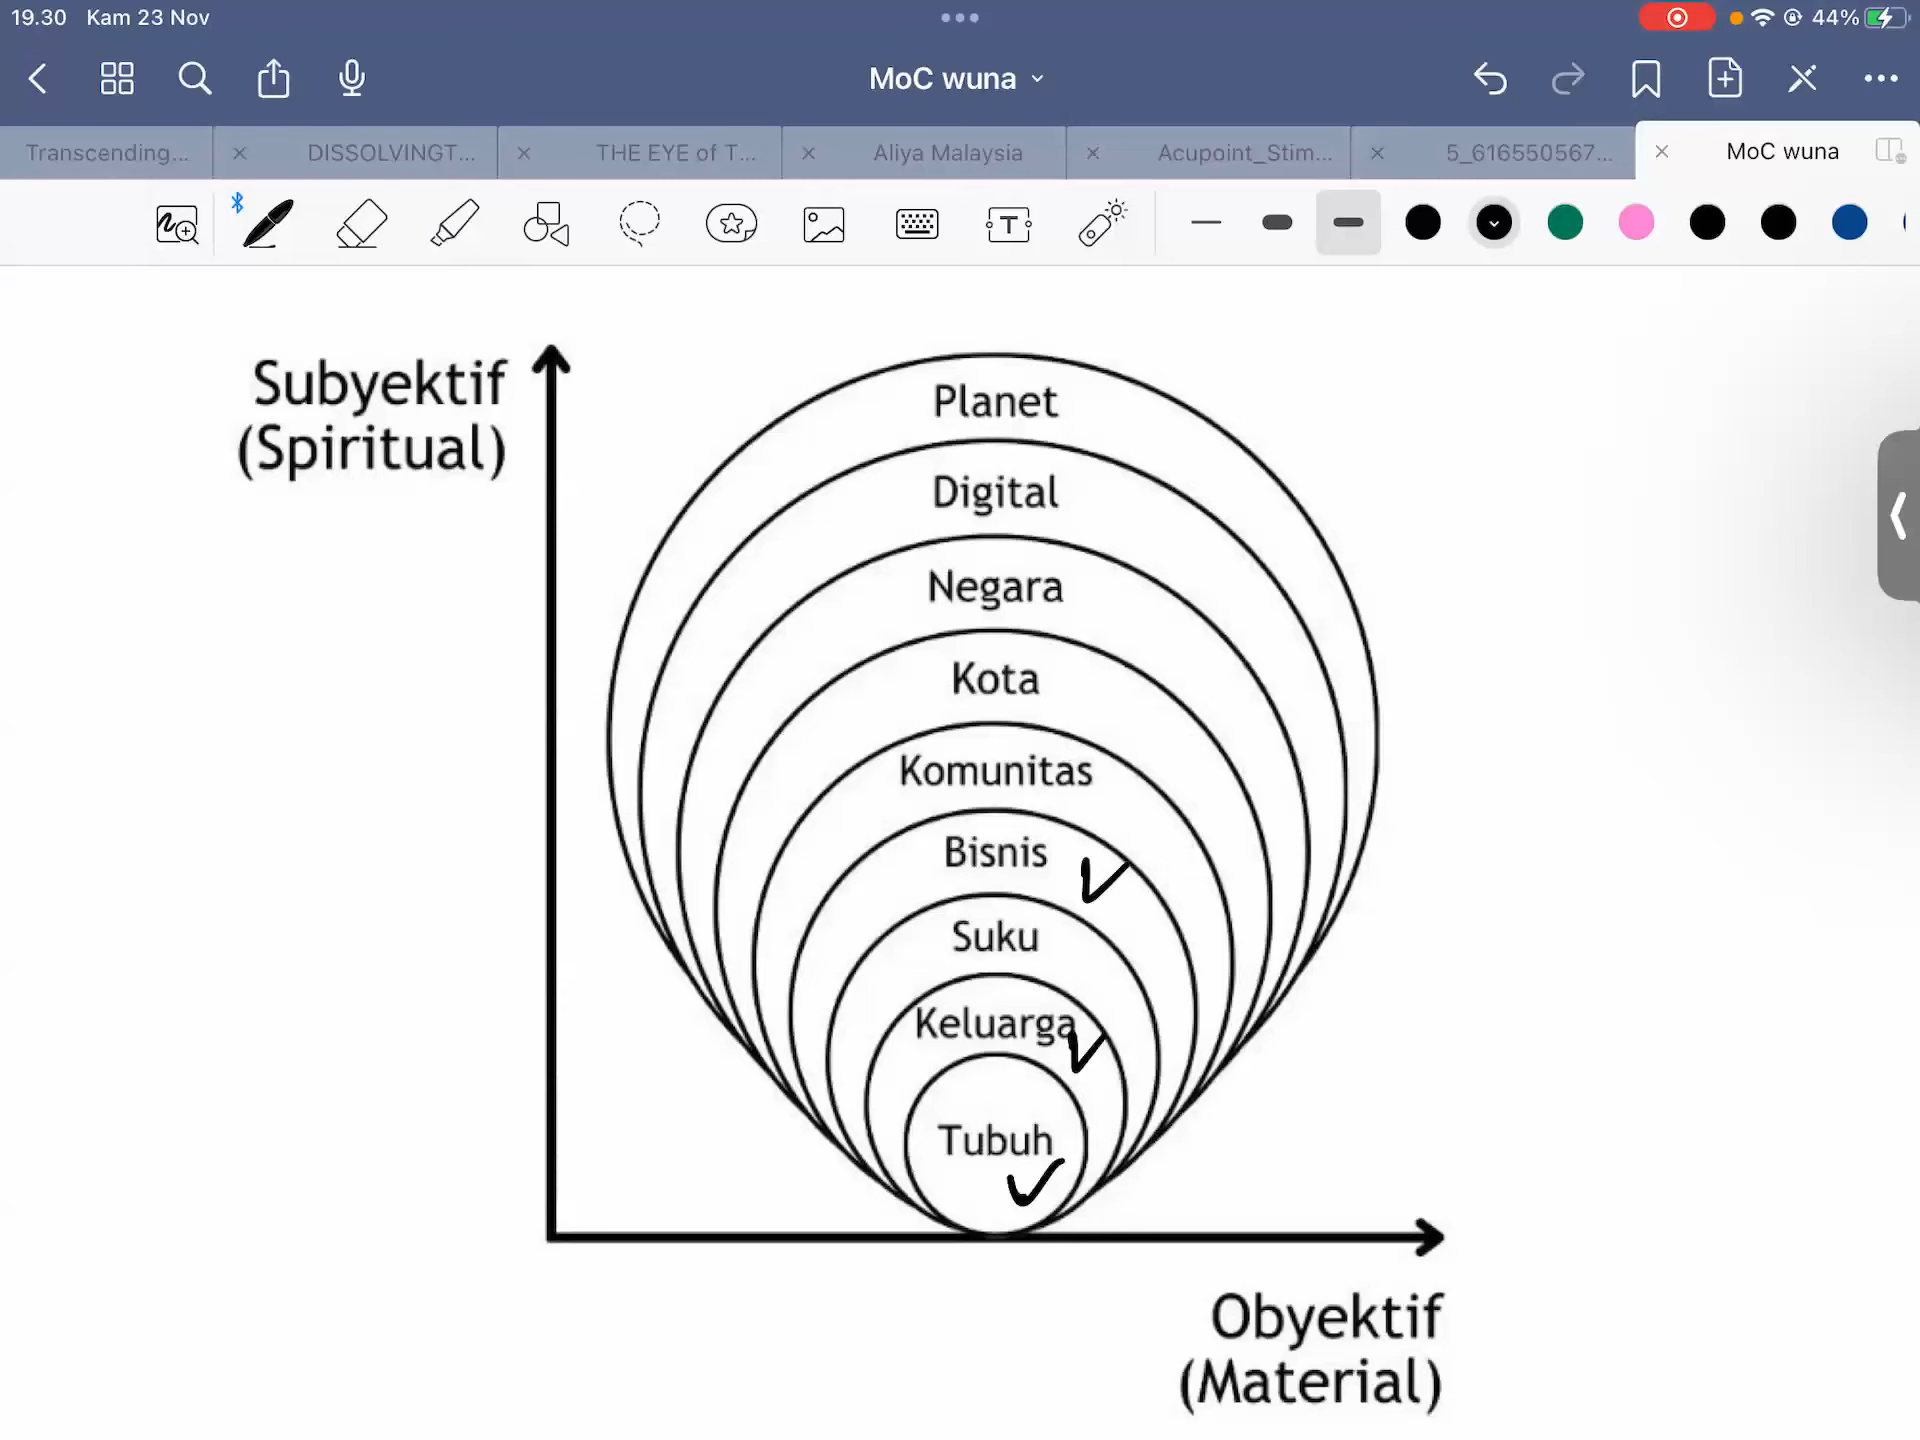 19.30 Kam 23 Nov
44%
MoC wuna
Transcending...
DISSOLVINGT...
THE EYE of T...
Aliya Malaysia
Acupoint_Stim...
5_616550567...
MoC wuna
T
Subyektif
(Spiritual)
Planet
Digital
Negara
Kota
Komunitas
Bisnis
Suku
Keluarga
Tubuh
Obyektif
(Material)